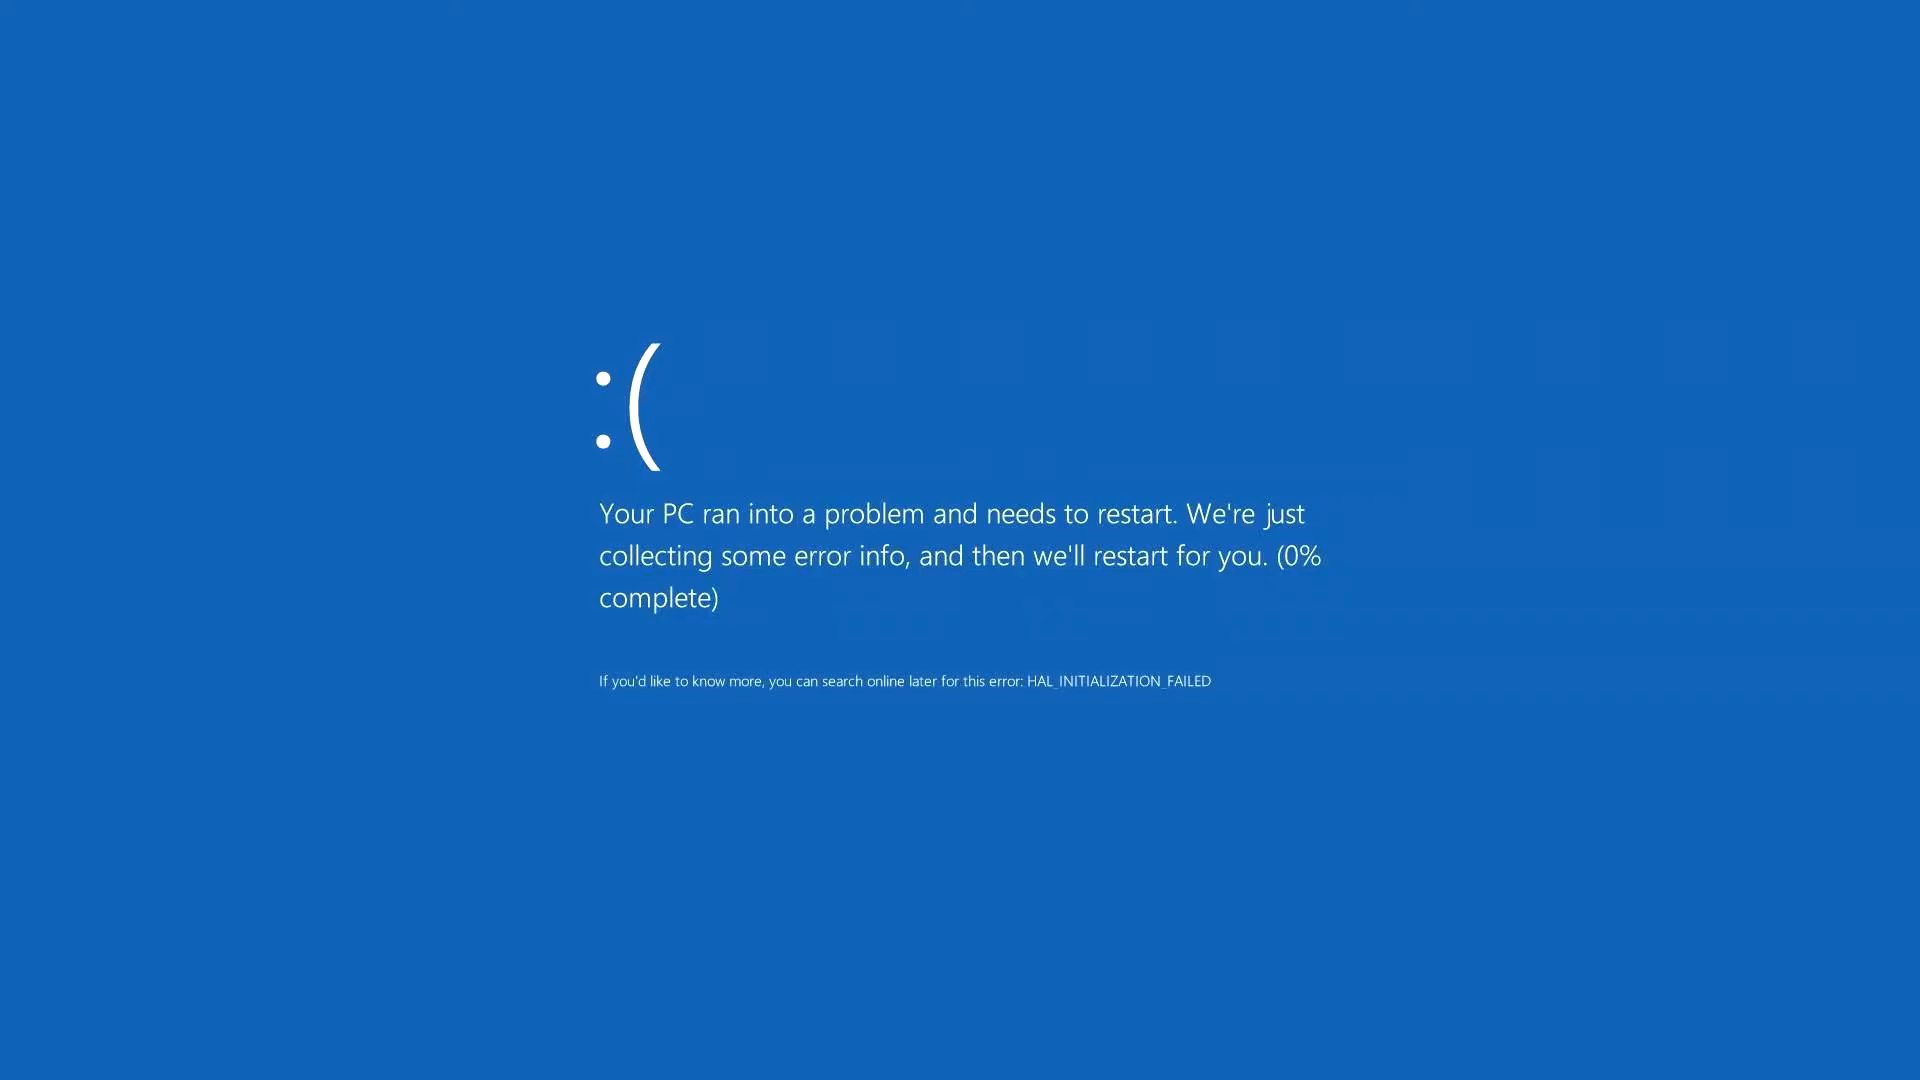 :(
Your PC ran into a problem and needs to restart. We're just
collecting some error info, and then we'll restart for you. (0%
complete)
If you'd like to know more, you can search online later for this error: HAL_INITIALIZATION_FAILED